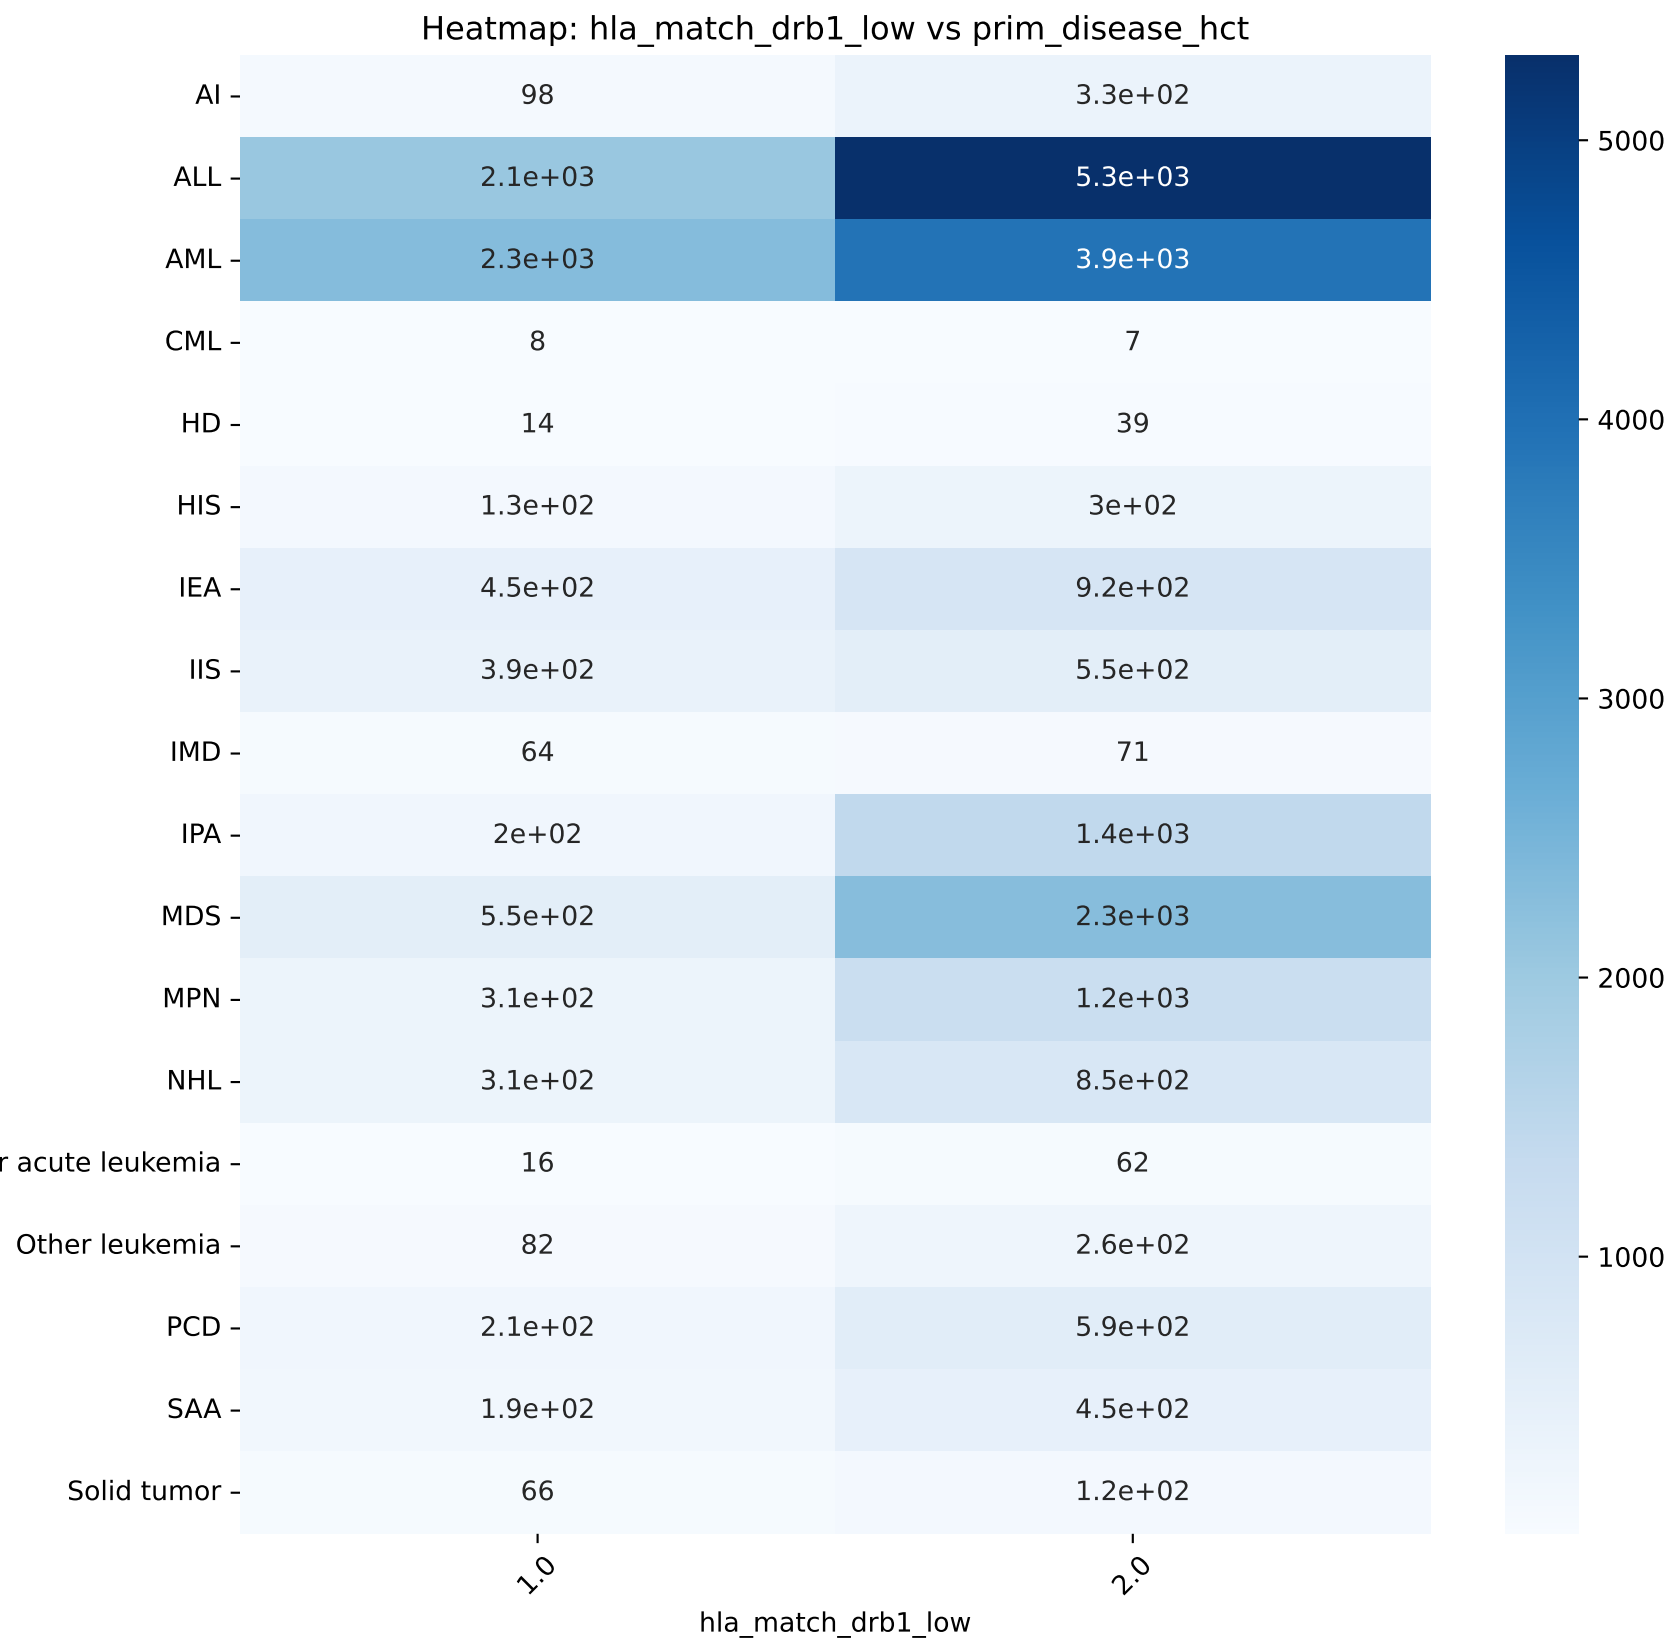 Heatmap: hla_match_drb1_low vs prim_disease_hct
AI 98 3.3e+02
ALL 2.1e+03 5.3e+03
AML 2.3e+03 3.9e+03
CML 8 7
HD 14 39
HIS 1.3e+02 3e+02
IEA 4.5e+02 9.2e+02
IIS 3.9e+02 5.5e+02
IMD 64 71
IPA 2e+02 1.4e+03
MDS 5.5e+02 2.3e+03
MPN 3.1e+02 1.2e+03
NHL 3.1e+02 8.5e+02
acute leukemia 16 62
Other leukemia 82 2.6e+02
PCD 2.1e+02 5.9e+02
SAA 1.9e+02 4.5e+02
Solid tumor 66 1.2e+02
1.0 2.0
hla_match_drb1_low
5000
4000
3000
2000
1000